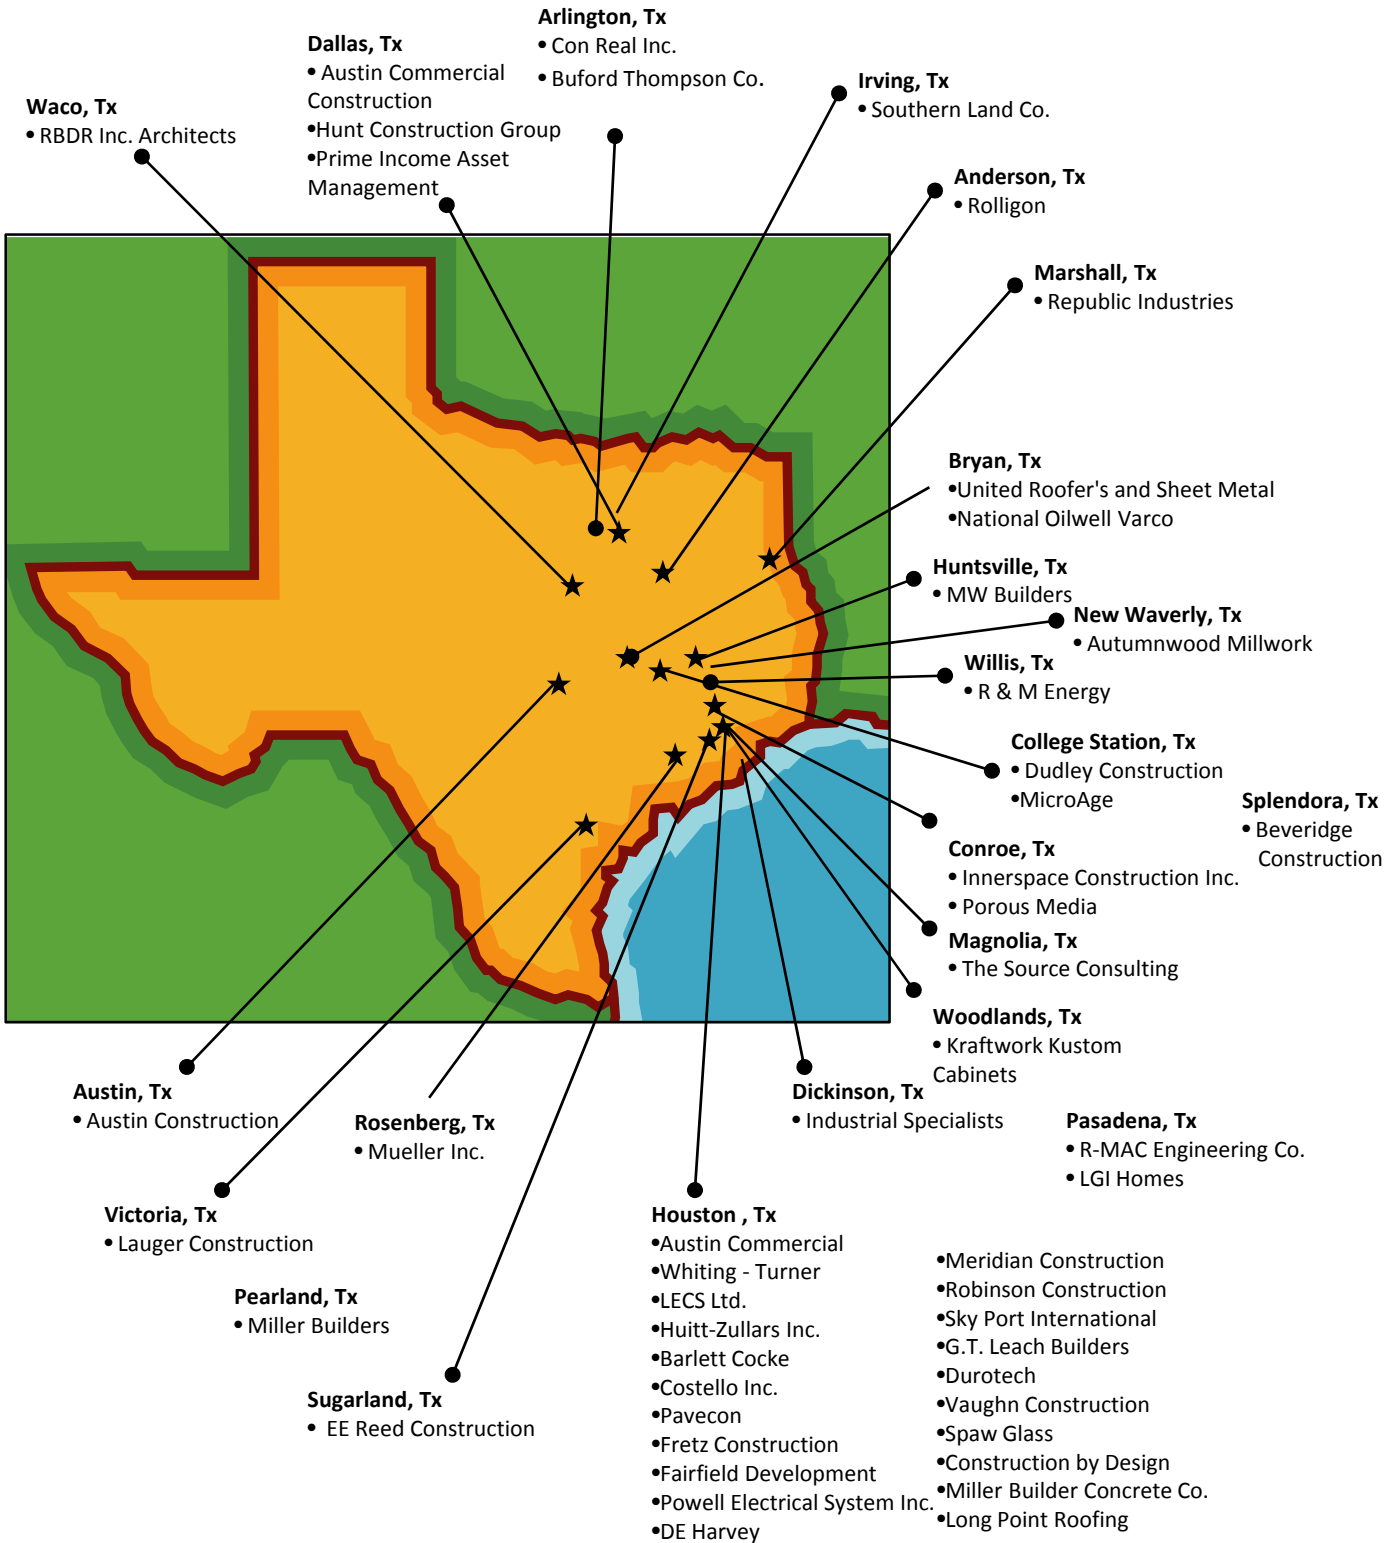 Arlington, Tx
• Con Real Inc.
• Buford Thompson Co.
Dallas, Tx
• Austin Commercial
Construction
•Hunt Construction Group
•Prime Income Asset
Management
Irving, Tx
• Southern Land Co.
Waco, Tx
• RBDR Inc. Architects
Anderson, Tx
• Rolligon
Marshall, Tx
• Republic Industries
Bryan, Tx
•United Roofer's and Sheet Metal
•National Oilwell Varco
Huntsville, Tx
• MW Builders
New Waverly, Tx
• Autumnwood Millwork
Willis, Tx
• R & M Energy
College Station, Tx
• Dudley Construction
•MicroAge
Splendora, Tx
• Beveridge
Construction
Conroe, Tx
• Innerspace Construction Inc.
• Porous Media
Magnolia, Tx
• The Source Consulting
Woodlands, Tx
• Kraftwork Kustom
Cabinets
Dickinson, Tx
• Industrial Specialists
Pasadena, Tx
• R-MAC Engineering Co.
• LGI Homes
Austin, Tx
• Austin Construction
Rosenberg, Tx
• Mueller Inc.
Victoria, Tx
• Lauger Construction
Pearland, Tx
• Miller Builders
Sugarland, Tx
• EE Reed Construction
Houston , Tx
•Austin Commercial
•Whiting - Turner
•LECS Ltd.
•Huitt-Zullars Inc.
•Barlett Cocke
•Costello Inc.
•Pavecon
•Fretz Construction
•Fairfield Development
•Powell Electrical System Inc.
•DE Harvey
•Meridian Construction
•Robinson Construction
•Sky Port International
•G.T. Leach Builders
•Durotech
•Vaughn Construction
•Spaw Glass
•Construction by Design
•Miller Builder Concrete Co.
•Long Point Roofing